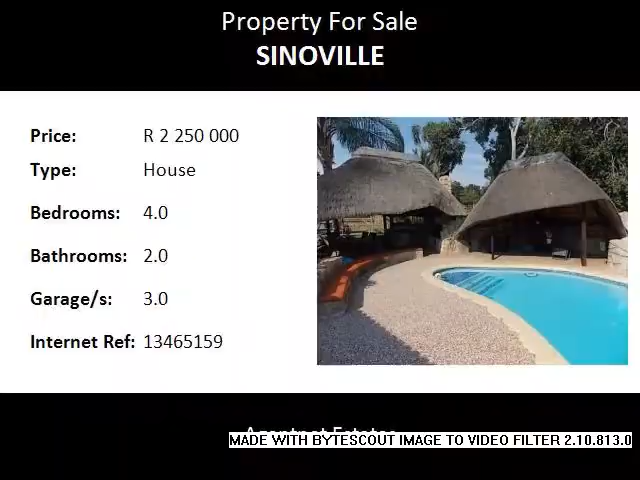 Property For Sale
SINOVILLE
Price: R 2 250 000
Type: House
Bedrooms: 4.0
Bathrooms: 2.0
Garage/s: 3.0
Internet Ref: 13465159
MADE WITH BYTESCOUT IMAGE TO VIDEO FILTER 2.10.813.0